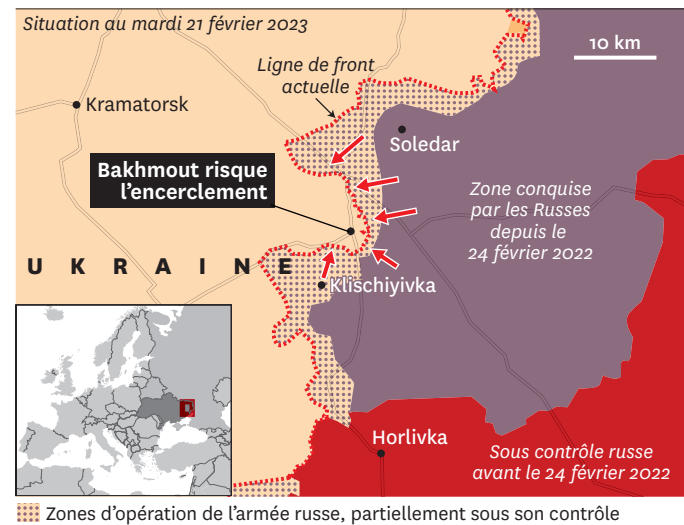 Situation au mardi 21 février 2023
10 km
Ligne de front
actuelle
Kramatorsk
Soledar
Bakhmout risque
l'encerclement
Zone conquise
par les Russes
depuis le
24 février 2022
UKRAINE
Klischiyivka
Horlivka
Sous contrôle russe
avant le 24 février 2022
Zones d'opération de l'armée russe, partiellement sous son contrôle